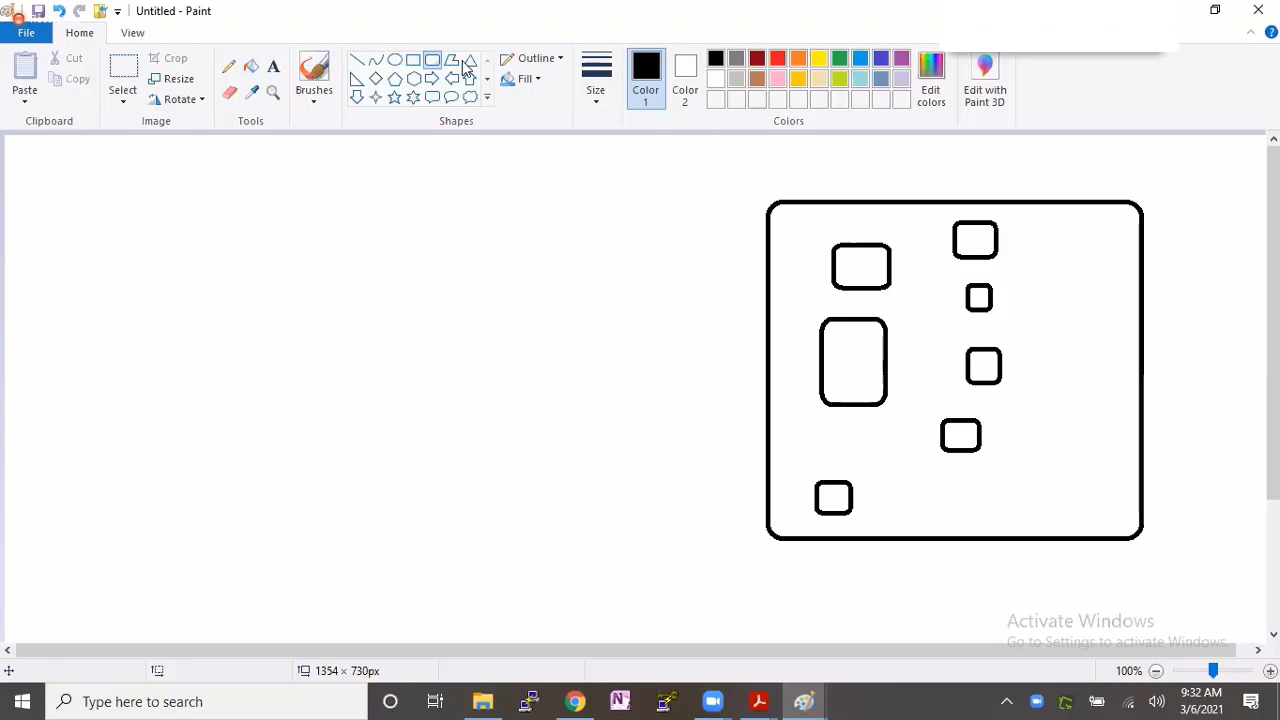 Untitled - Paint
File
Home
View
Paste
Cut
Copy
Clipboard
Select
Crop
Resize
Rotate
Image
A
Tools
Brushes
Shapes
Outline
Fill
Size
Color
1
Color
2
Colors
Edit
colors
Edit with
Paint 3D
Activate Windows
Go to Settings to activate Windows.
1354 × 730px
100%
Type here to search
9:32 AM
3/6/2021